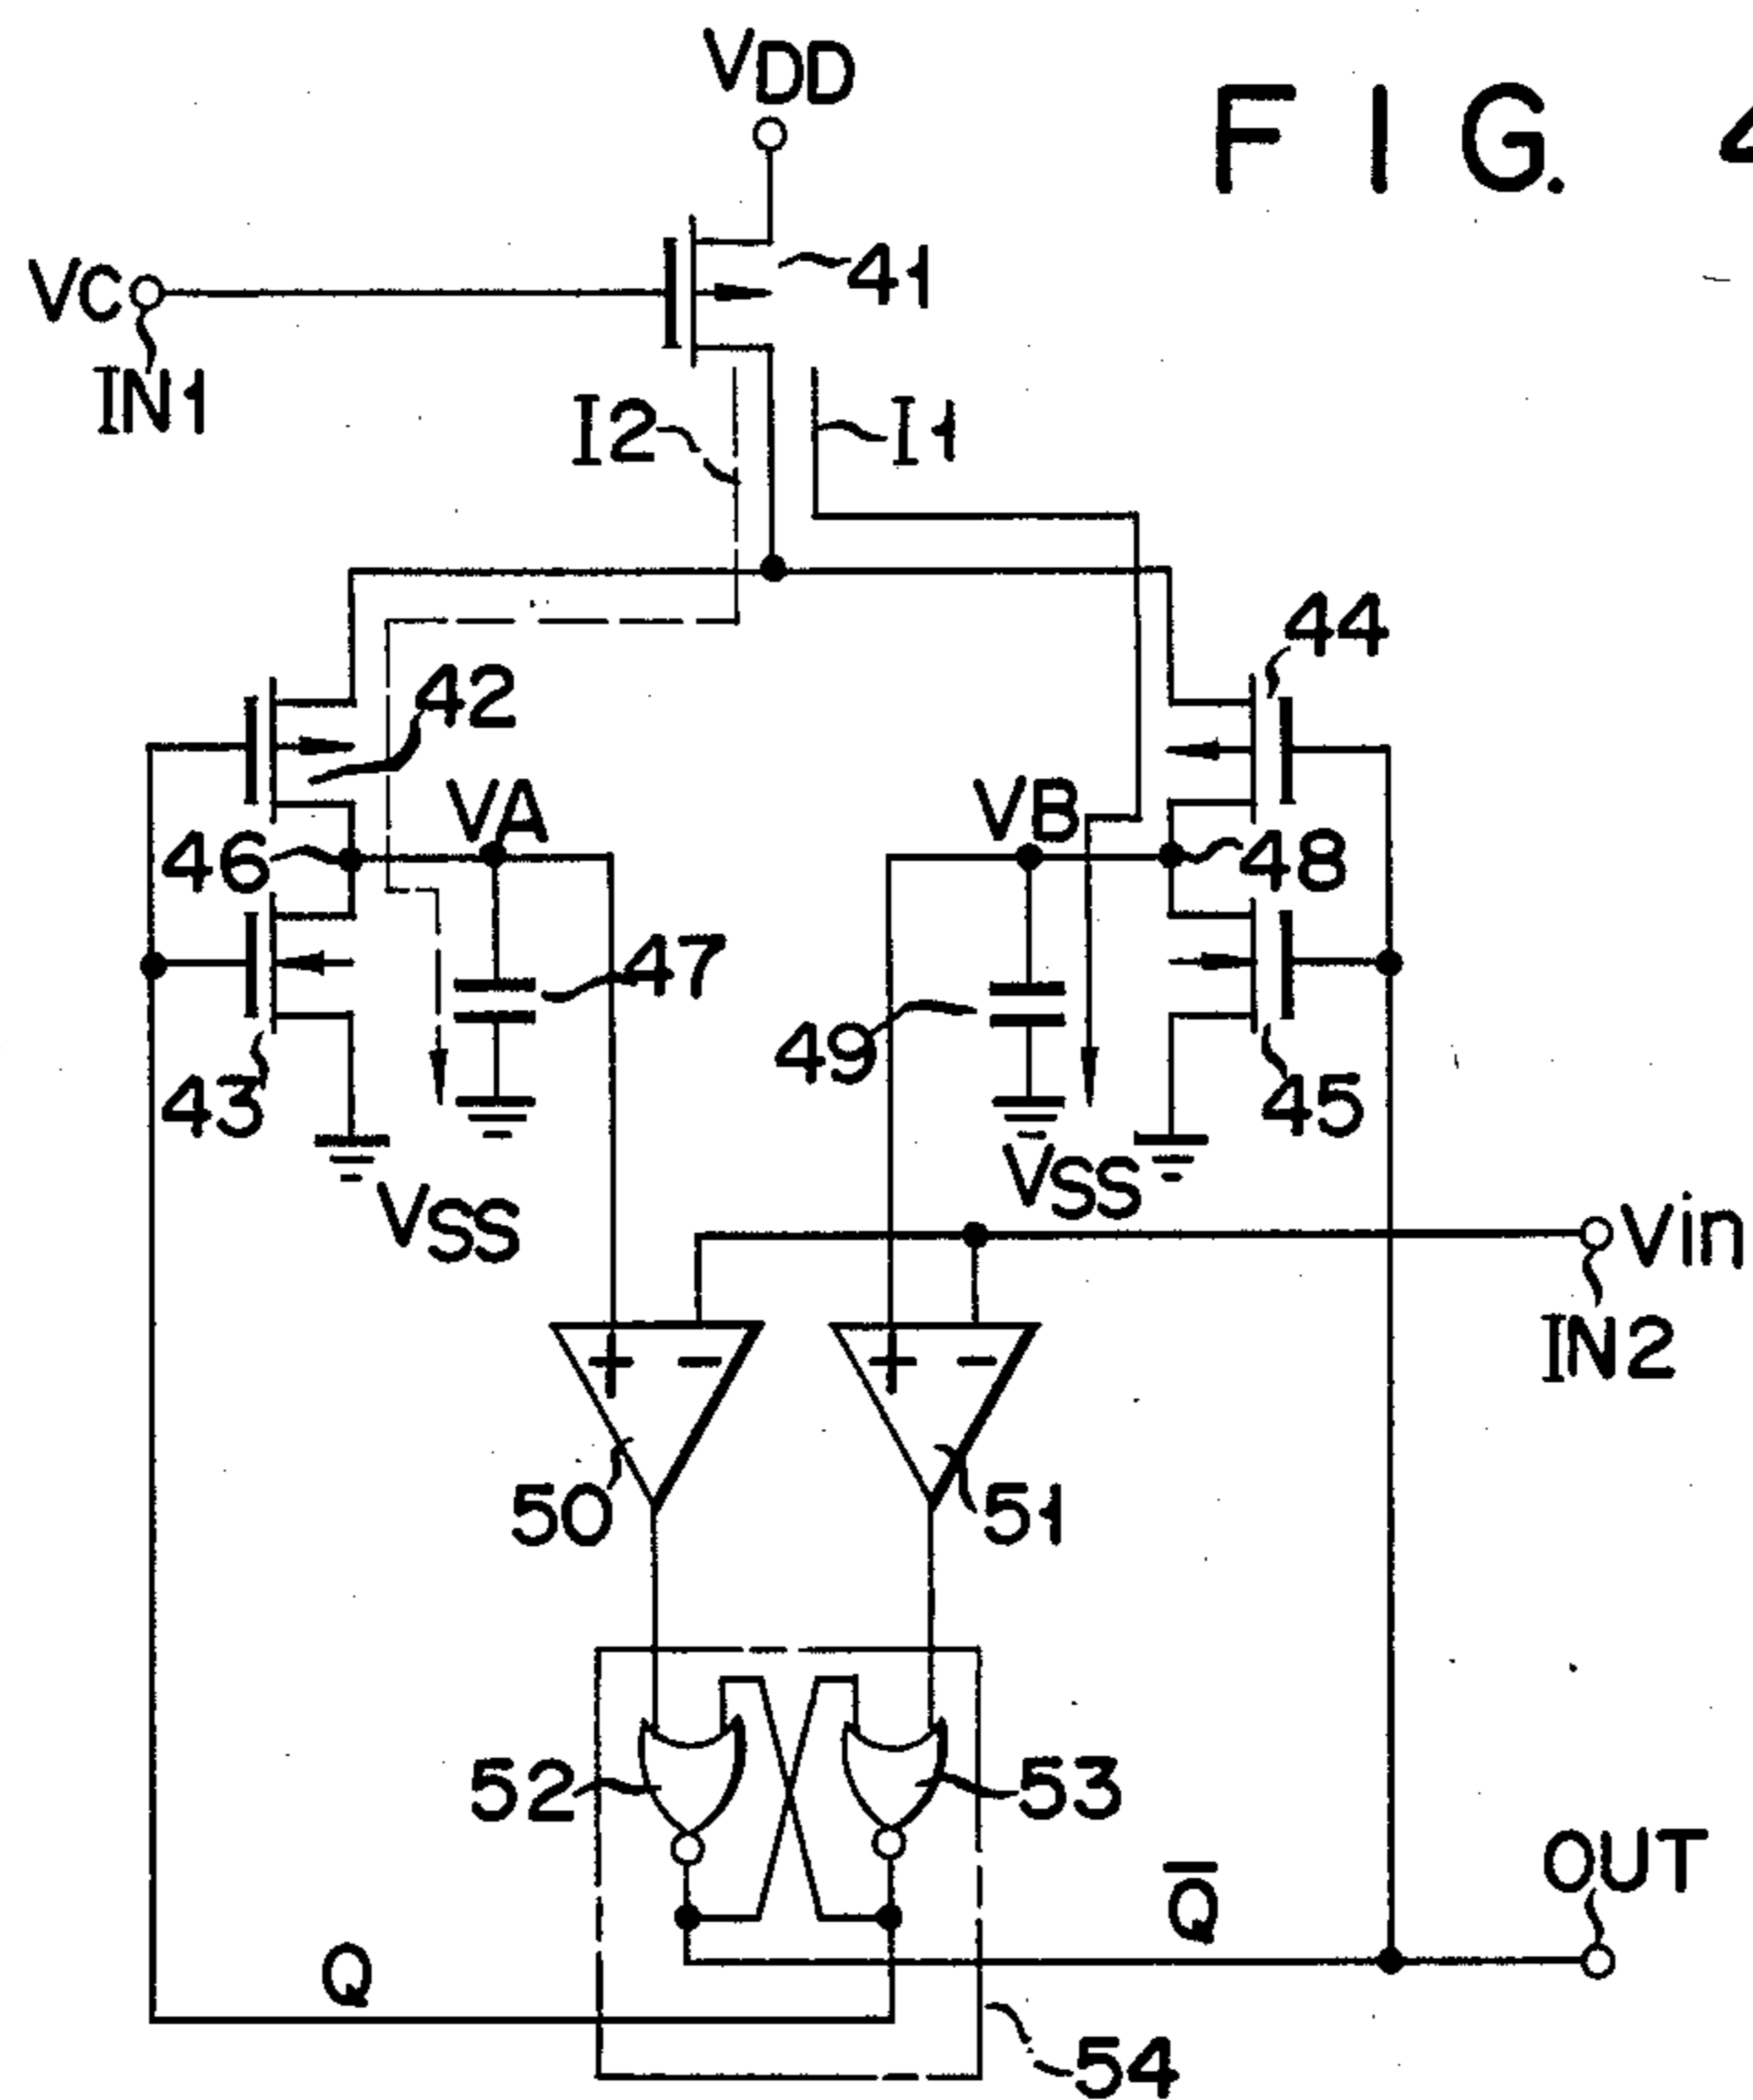 VDD
FIG. 4
VC
41
IN1
I2
I1
44
42
VA
VB
46
48
47
49
43
45
VSS
VSS
Vin
IN2
+ -
+ -
50
51
52
53
OUT
Q̅
Q
54